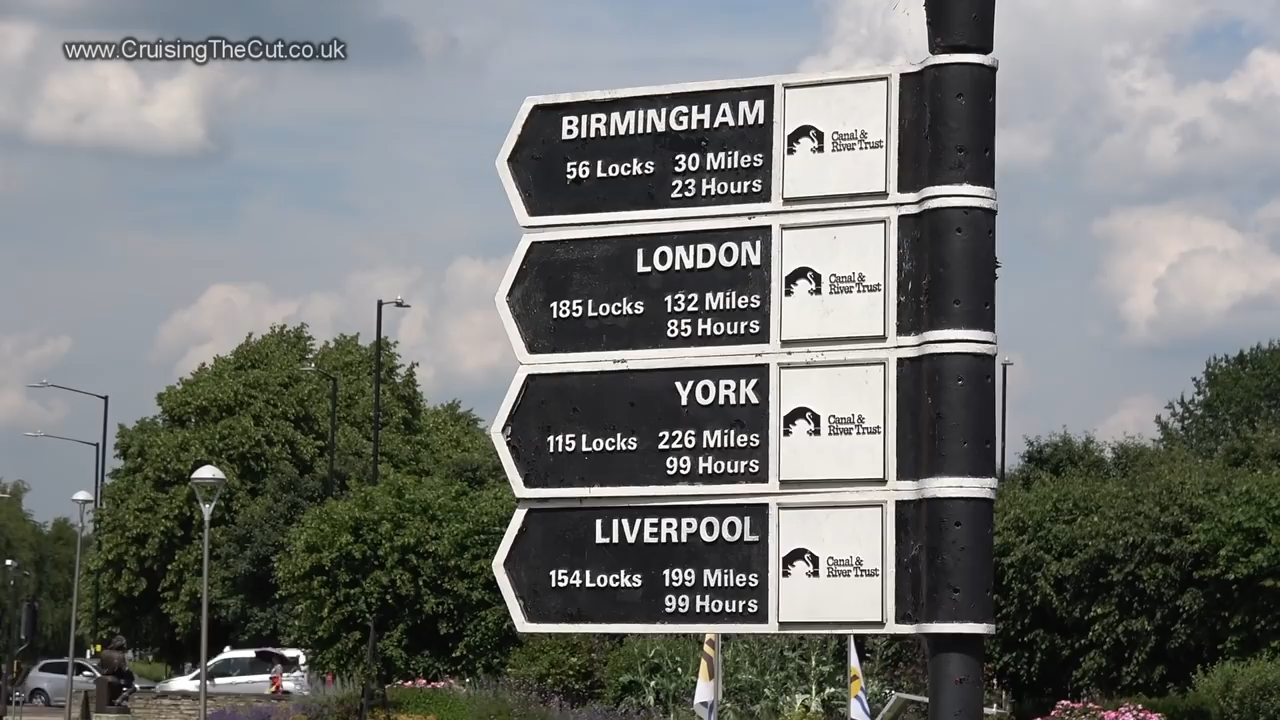 www.CruisingTheCut.co.uk
BIRMINGHAM
56 Locks 30 Miles
23 Hours
Canal &
River Trust
LONDON
185 Locks 132 Miles
85 Hours
Canal &
River Trust
YORK
115 Locks 226 Miles
99 Hours
Canal &
River Trust
LIVERPOOL
154 Locks 199 Miles
99 Hours
Canal &
River Trust